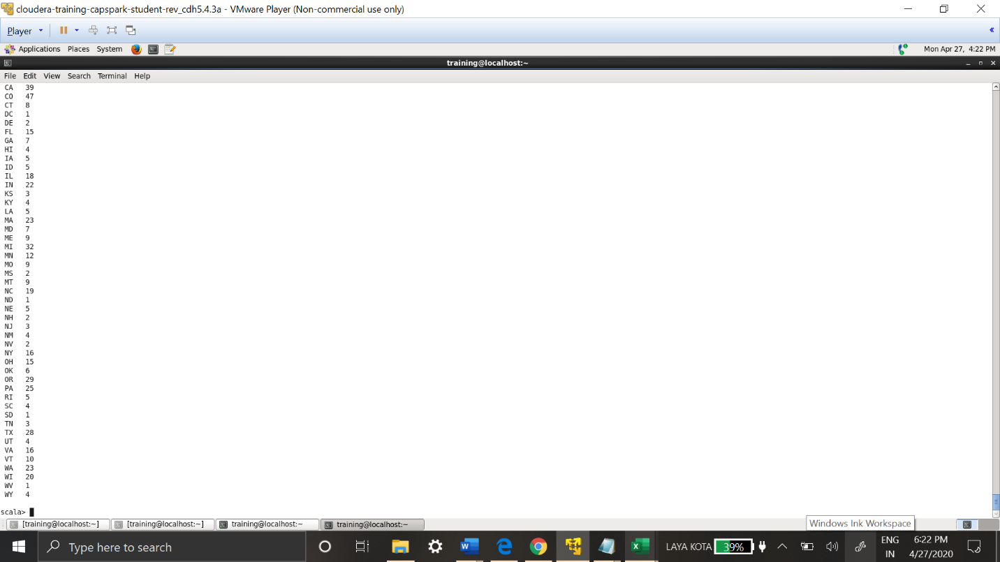 cloudera-training-capspark-student-rev_cdh5.4.3a - VMware Player (Non-commercial use only)
Player
Applications Places System Mon Apr 27, 4:22 PM
training@localhost:~
File Edit View Search Terminal Help
CA 39
CO 47
CT 8
DC 1
DE 2
FL 15
GA 7
HI 4
IA 5
ID 5
IL 18
IN 22
KS 3
KY 4
LA 5
MA 23
MD 7
ME 9
MI 32
MN 12
MO 9
MS 2
MT 9
NC 19
ND 1
NE 5
NH 2
NJ 3
NM 4
NV 2
NY 16
OH 15
OK 6
OR 29
PA 25
RI 5
SC 4
SD 1
TN 3
TX 28
UT 4
VA 16
VT 10
WA 23
WI 20
WV 1
WY 4
scala>
[training@localhost:~] [training@localhost:~] training@localhost:~ training@localhost:~
Windows Ink Workspace
Type here to search LAYA KOTA 39% ENG 6:22 PM
IN 4/27/2020